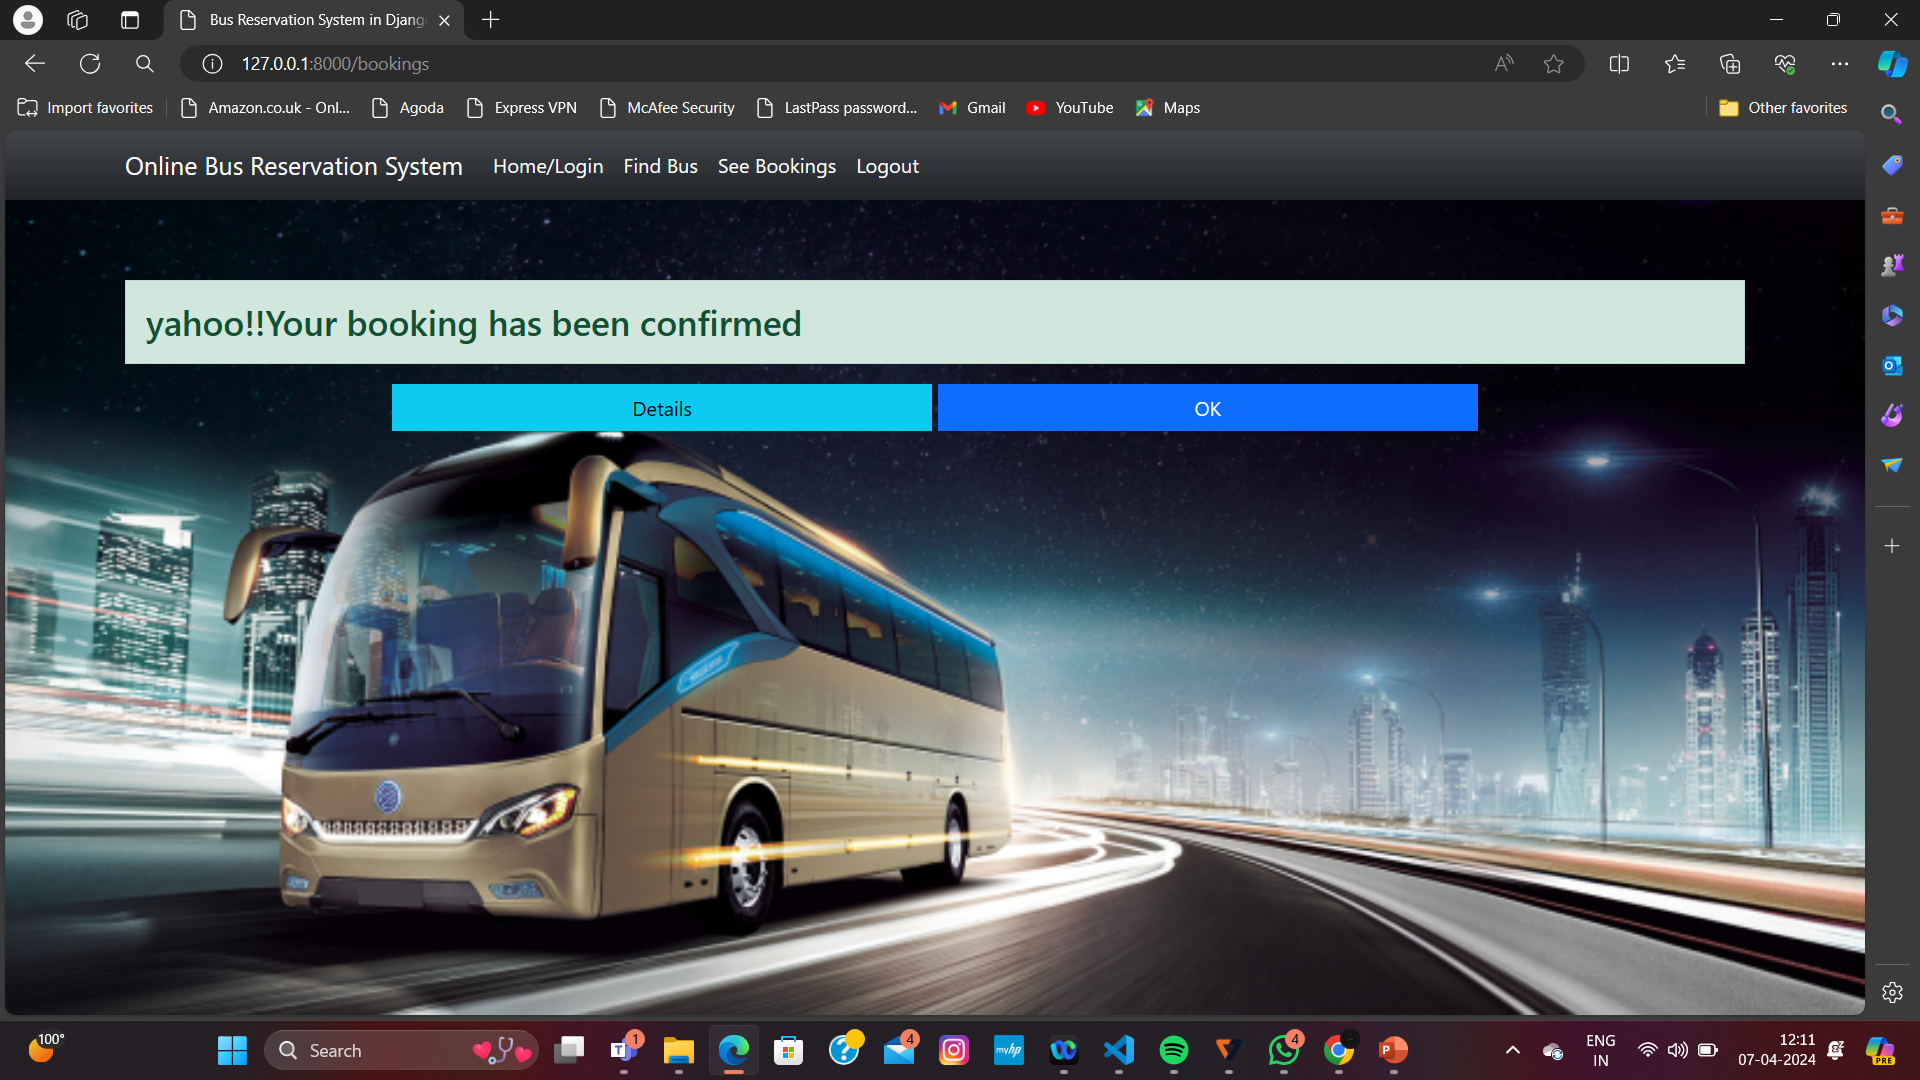 Bus Reservation System in Djang
127.0.0.1:8000/bookings
Import favorites
Amazon.co.uk - Onl...
Agoda
Express VPN
McAfee Security
LastPass password...
Gmail
YouTube
Maps
Other favorites
Online Bus Reservation System
Home/Login
Find Bus
See Bookings
Logout
yahoo!!Your booking has been confirmed
Details
OK
100°
Search
1
4
myhp
4
ENG
IN
12:11
07-04-2024
PRE